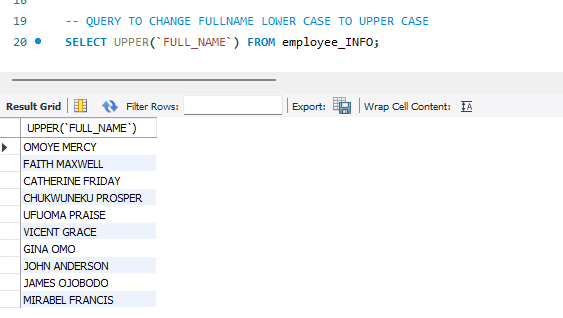 19 -- QUERY TO CHANGE FULLNAME LOWER CASE TO UPPER CASE
20 SELECT UPPER(`FULL_NAME`) FROM employee_INFO;
Result Grid Filter Rows: Export: Wrap Cell Content:
UPPER(`FULL_NAME`)
OMOYE MERCY
FAITH MAXWELL
CATHERINE FRIDAY
CHUKWUNEKU PROSPER
UFUOMA PRAISE
VICENT GRACE
GINA OMO
JOHN ANDERSON
JAMES OJOBODO
MIRABEL FRANCIS